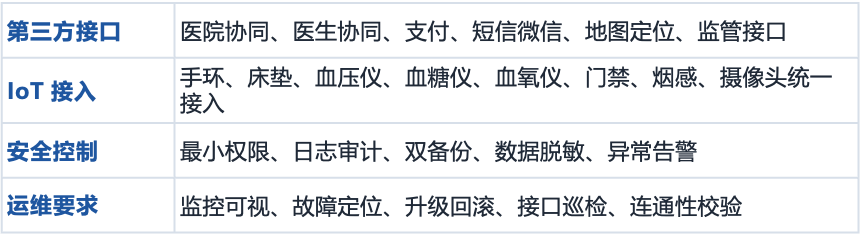 第三方接口
医院协同、医生协同、支付、短信微信、地图定位、监管接口
IoT 接入
手环、床垫、血压仪、血糖仪、血氧仪、门禁、烟感、摄像头统一
接入
安全控制
最小权限、日志审计、双备份、数据脱敏、异常告警
运维要求
监控可视、故障定位、升级回滚、接口巡检、连通性校验